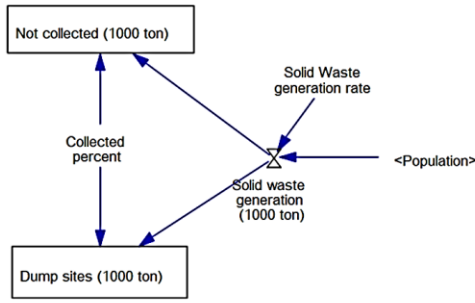 Not collected (1000 ton)
Solid Waste
generation rate
Collected
percent
<Population>
Solid waste
generation
(1000 ton)
Dump sites (1000 ton)